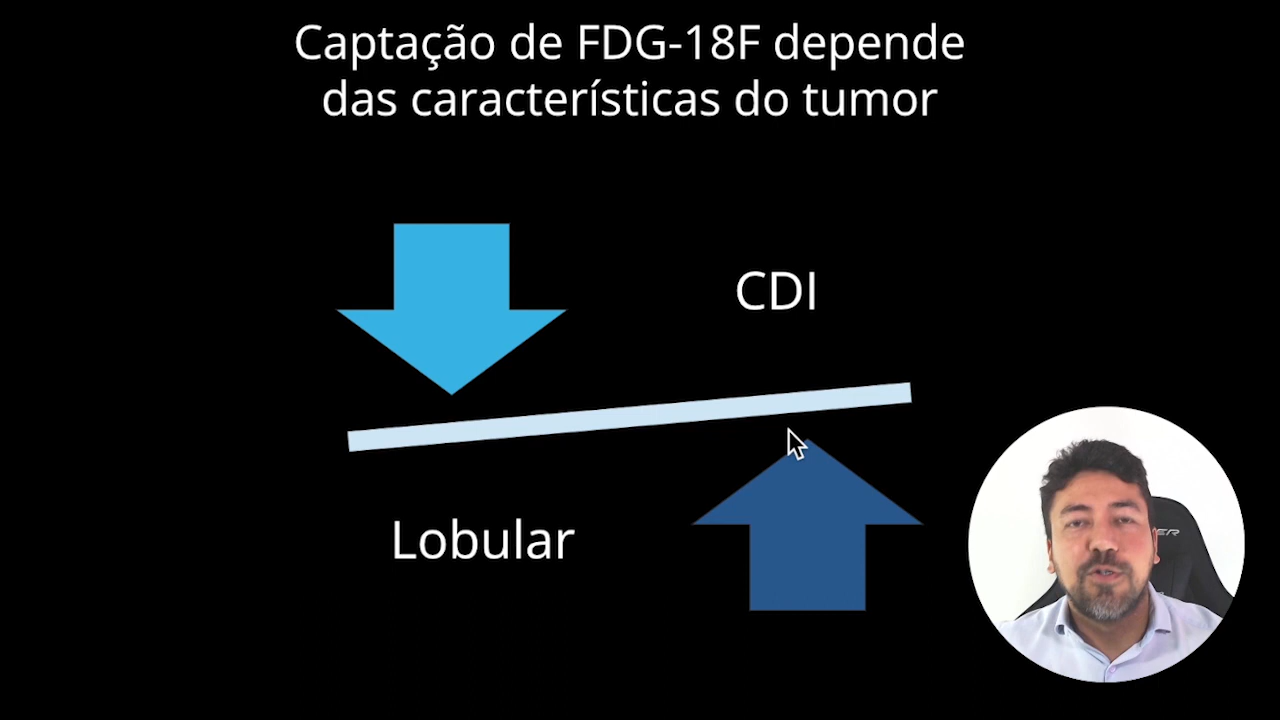 Captação de FDG-18F depende
das características do tumor
CDI
Lobular